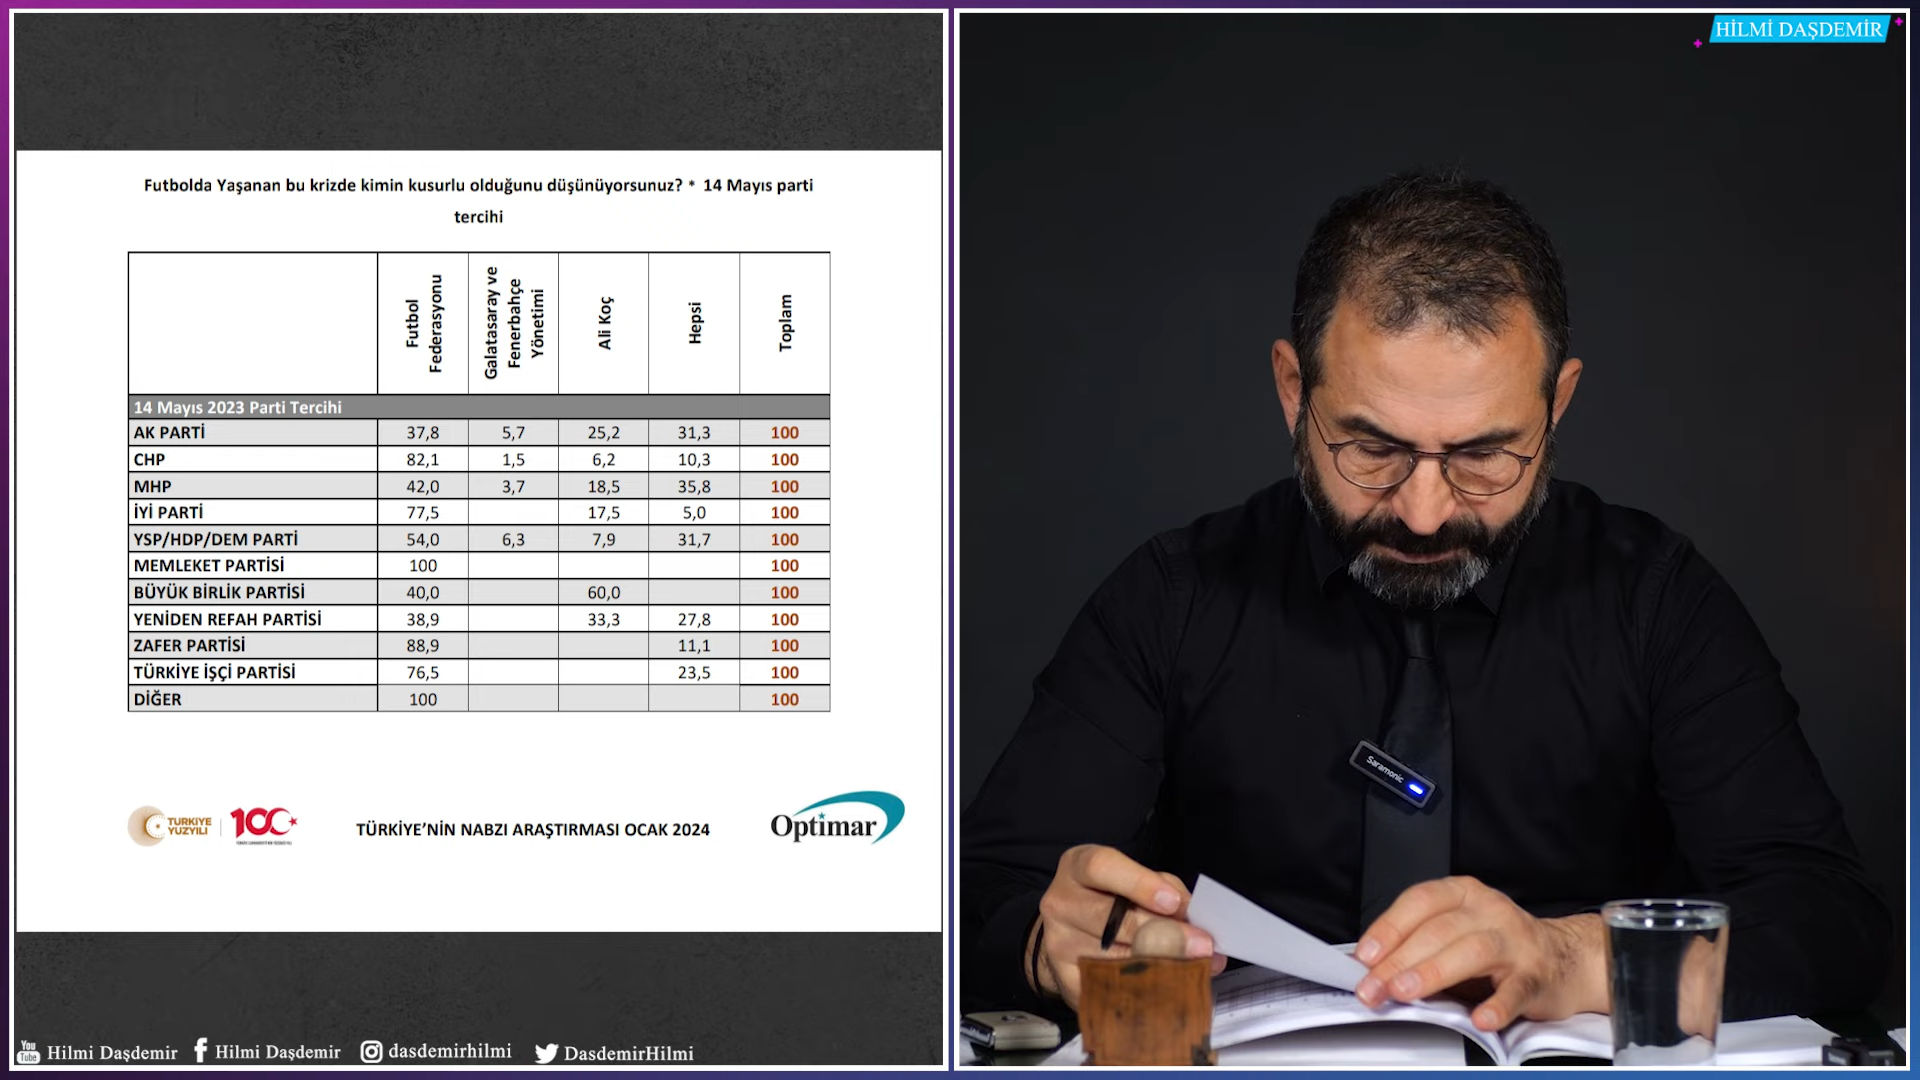 HİLMİ DAŞDEMİR
Futbolda Yaşanan bu krizde kimin kusurlu olduğunu düşünüyorsunuz? * 14 Mayıs parti
tercihi
Futbol Federasyonu
Galatasaray ve Fenerbahçe Yönetimi
Ali Koç
Hepsi
Toplam
14 Mayıs 2023 Parti Tercihi
AK PARTİ 37,8 5,7 25,2 31,3 100
CHP 82,1 1,5 6,2 10,3 100
MHP 42,0 3,7 18,5 35,8 100
İYİ PARTİ 77,5 17,5 5,0 100
YSP/HDP/DEM PARTİ 54,0 6,3 7,9 31,7 100
MEMLEKET PARTİSİ 100 100
BÜYÜK BİRLİK PARTİSİ 40,0 60,0 100
YENİDEN REFAH PARTİSİ 38,9 33,3 27,8 100
ZAFER PARTİSİ 88,9 11,1 100
TÜRKİYE İŞÇİ PARTİSİ 76,5 23,5 100
DİĞER 100 100
TÜRKİYE YÜZYILI
100
TÜRKİYE'NİN NABZI ARAŞTIRMASI OCAK 2024
Optimar
Saramonic
You Tube Hilmi Daşdemir
Hilmi Daşdemir
dasdemirhilmi
DasdemirHilmi